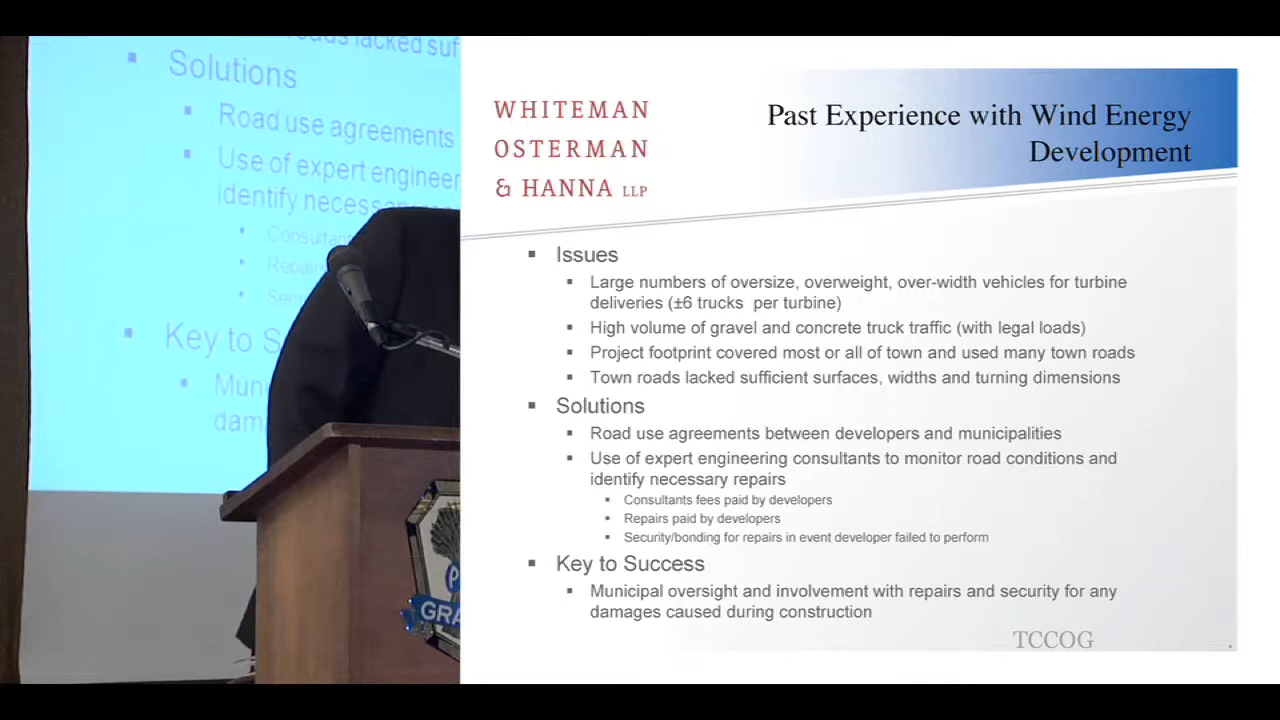 Solutions
Road use agreements
Use of expert engineer
identify necess
Consultan
Repairs
Key to S
Muni
dam
GRA
WHITEMAN
OSTERMAN
& HANNA LLP
Past Experience with Wind Energy
Development
▪ Issues
▪ Large numbers of oversize, overweight, over-width vehicles for turbine
deliveries (±6 trucks per turbine)
▪ High volume of gravel and concrete truck traffic (with legal loads)
▪ Project footprint covered most or all of town and used many town roads
▪ Town roads lacked sufficient surfaces, widths and turning dimensions
▪ Solutions
▪ Road use agreements between developers and municipalities
▪ Use of expert engineering consultants to monitor road conditions and
identify necessary repairs
▪ Consultants fees paid by developers
▪ Repairs paid by developers
▪ Security/bonding for repairs in event developer failed to perform
▪ Key to Success
▪ Municipal oversight and involvement with repairs and security for any
damages caused during construction
TCCOG